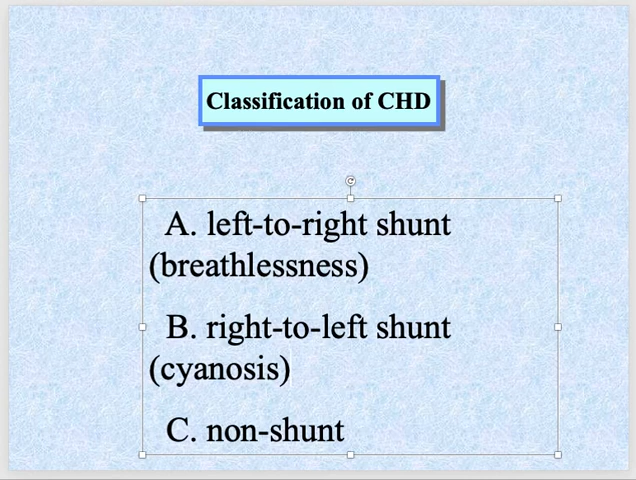 Classification of CHD
A. left-to-right shunt
(breathlessness)
B. right-to-left shunt
(cyanosis)
C. non-shunt